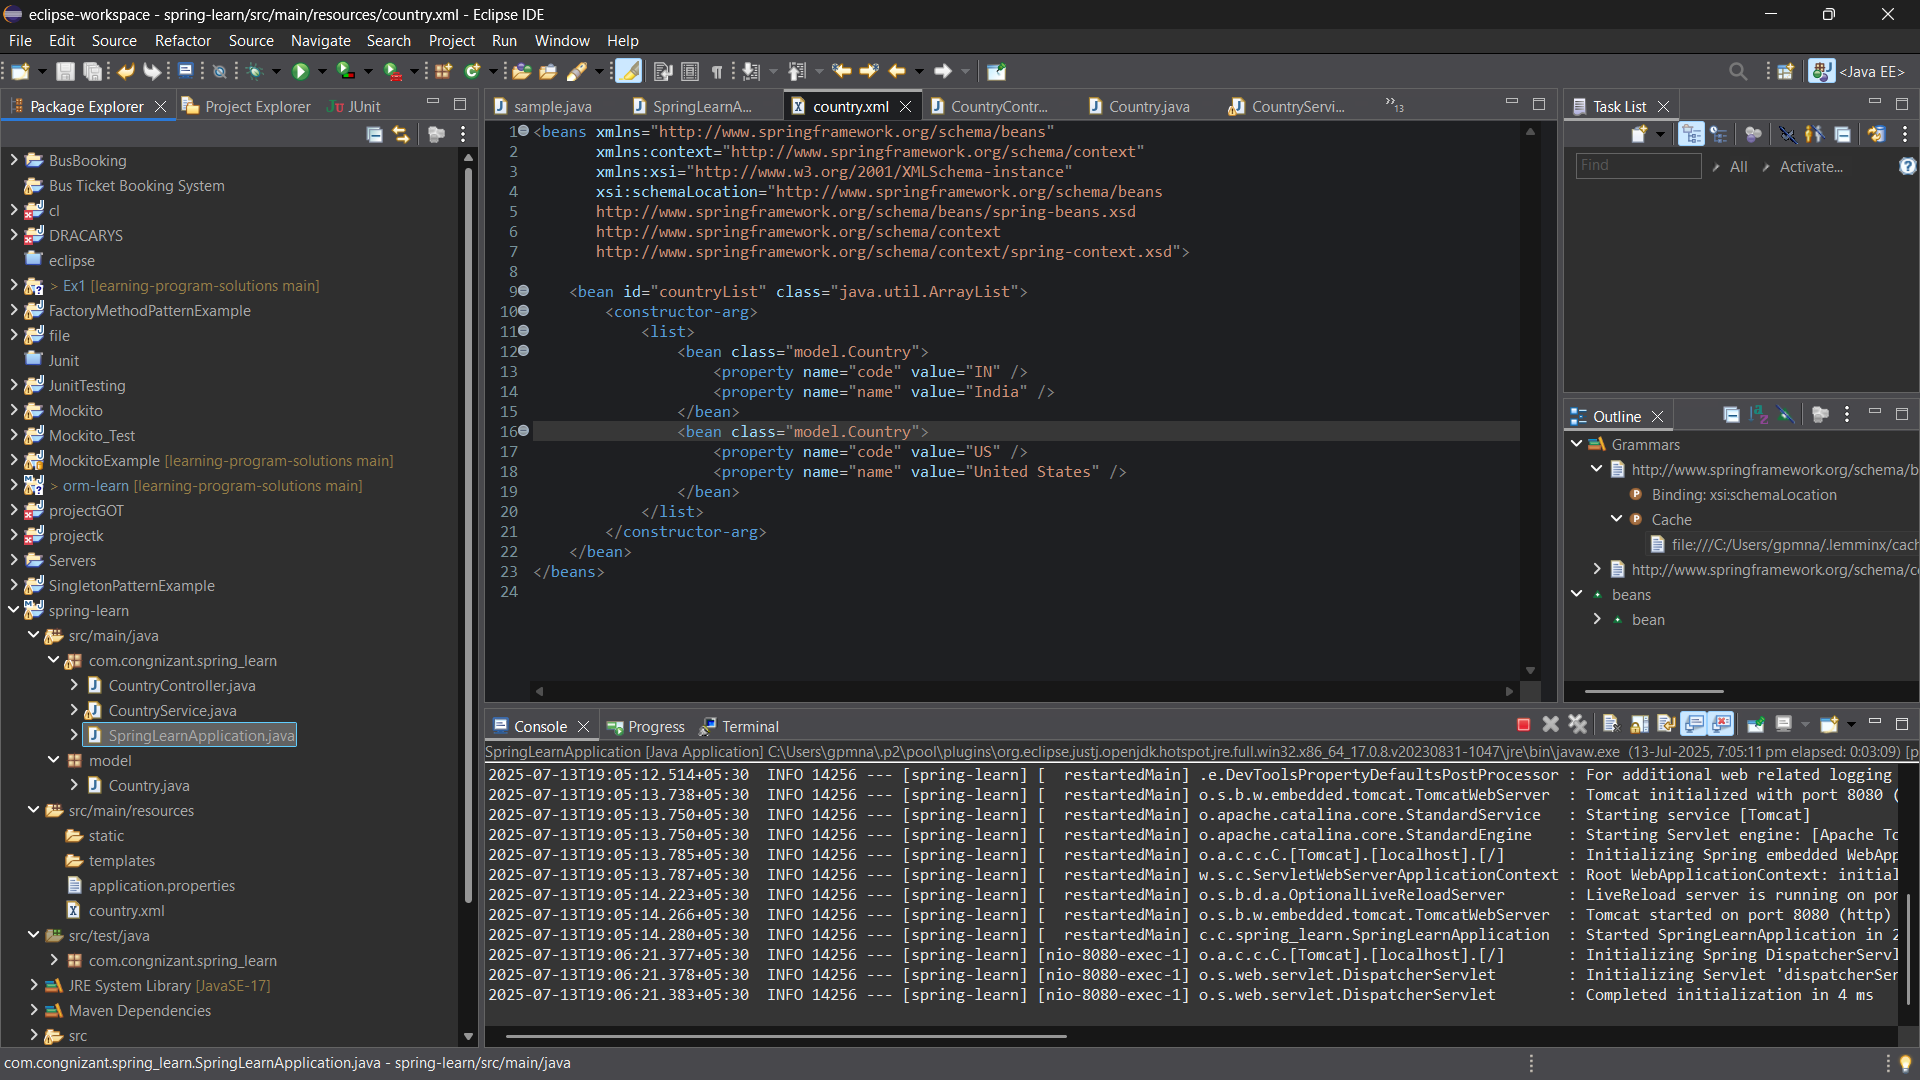 eclipse-workspace - spring-learn/src/main/resources/country.xml - Eclipse IDE
File Edit Source Refactor Source Navigate Search Project Run Window Help
<Java EE>
Package Explorer
Project Explorer
JUnit
BusBooking
Bus Ticket Booking System
cl
DRACARYS
eclipse
> Ex1 [learning-program-solutions main]
FactoryMethodPatternExample
file
Junit
JunitTesting
Mockito
Mockito_Test
MockitoExample [learning-program-solutions main]
> orm-learn [learning-program-solutions main]
projectGOT
projectk
Servers
SingletonPatternExample
spring-learn
src/main/java
com.congnizant.spring_learn
CountryController.java
CountryService.java
SpringLearnApplication.java
model
Country.java
src/main/resources
static
templates
application.properties
country.xml
src/test/java
com.congnizant.spring_learn
JRE System Library [JavaSE-17]
Maven Dependencies
src
sample.java
SpringLearnA...
country.xml
CountryContr...
Country.java
CountryServi...
»13
1 <beans xmlns="http://www.springframework.org/schema/beans"
2 xmlns:context="http://www.springframework.org/schema/context"
3 xmlns:xsi="http://www.w3.org/2001/XMLSchema-instance"
4 xsi:schemaLocation="http://www.springframework.org/schema/beans
5 http://www.springframework.org/schema/beans/spring-beans.xsd
6 http://www.springframework.org/schema/context
7 http://www.springframework.org/schema/context/spring-context.xsd">
8
9 <bean id="countryList" class="java.util.ArrayList">
10 <constructor-arg>
11 <list>
12 <bean class="model.Country">
13 <property name="code" value="IN" />
14 <property name="name" value="India" />
15 </bean>
16 <bean class="model.Country">
17 <property name="code" value="US" />
18 <property name="name" value="United States" />
19 </bean>
20 </list>
21 </constructor-arg>
22 </bean>
23 </beans>
24
Task List
Find
All
Activate...
Outline
Grammars
http://www.springframework.org/schema/b
Binding: xsi:schemaLocation
Cache
file:///C:/Users/gpmna/.lemminx/cach
http://www.springframework.org/schema/c
beans
bean
Console
Progress
Terminal
SpringLearnApplication [Java Application] C:\Users\gpmna\.p2\pool\plugins\org.eclipse.justj.openjdk.hotspot.jre.full.win32.x86_64_17.0.8.v20230831-1047\jre\bin\javaw.exe (13-Jul-2025, 7:05:11 pm elapsed: 0:03:09) [p
2025-07-13T19:05:12.514+05:30 INFO 14256 --- [spring-learn] [ restartedMain] .e.DevToolsPropertyDefaultsPostProcessor : For additional web related logging
2025-07-13T19:05:13.738+05:30 INFO 14256 --- [spring-learn] [ restartedMain] o.s.b.w.embedded.tomcat.TomcatWebServer : Tomcat initialized with port 8080 (
2025-07-13T19:05:13.750+05:30 INFO 14256 --- [spring-learn] [ restartedMain] o.apache.catalina.core.StandardService : Starting service [Tomcat]
2025-07-13T19:05:13.750+05:30 INFO 14256 --- [spring-learn] [ restartedMain] o.apache.catalina.core.StandardEngine : Starting Servlet engine: [Apache To
2025-07-13T19:05:13.785+05:30 INFO 14256 --- [spring-learn] [ restartedMain] o.a.c.c.C.[Tomcat].[localhost].[/] : Initializing Spring embedded WebApp
2025-07-13T19:05:13.787+05:30 INFO 14256 --- [spring-learn] [ restartedMain] w.s.c.ServletWebServerApplicationContext : Root WebApplicationContext: initial
2025-07-13T19:05:14.223+05:30 INFO 14256 --- [spring-learn] [ restartedMain] o.s.b.d.a.OptionalLiveReloadServer : LiveReload server is running on por
2025-07-13T19:05:14.266+05:30 INFO 14256 --- [spring-learn] [ restartedMain] o.s.b.w.embedded.tomcat.TomcatWebServer : Tomcat started on port 8080 (http)
2025-07-13T19:05:14.280+05:30 INFO 14256 --- [spring-learn] [ restartedMain] c.c.spring_learn.SpringLearnApplication : Started SpringLearnApplication in 2
2025-07-13T19:06:21.377+05:30 INFO 14256 --- [spring-learn] [nio-8080-exec-1] o.a.c.c.C.[Tomcat].[localhost].[/] : Initializing Spring DispatcherServl
2025-07-13T19:06:21.378+05:30 INFO 14256 --- [spring-learn] [nio-8080-exec-1] o.s.web.servlet.DispatcherServlet : Initializing Servlet 'dispatcherSer
2025-07-13T19:06:21.383+05:30 INFO 14256 --- [spring-learn] [nio-8080-exec-1] o.s.web.servlet.DispatcherServlet : Completed initialization in 4 ms
com.congnizant.spring_learn.SpringLearnApplication.java - spring-learn/src/main/java